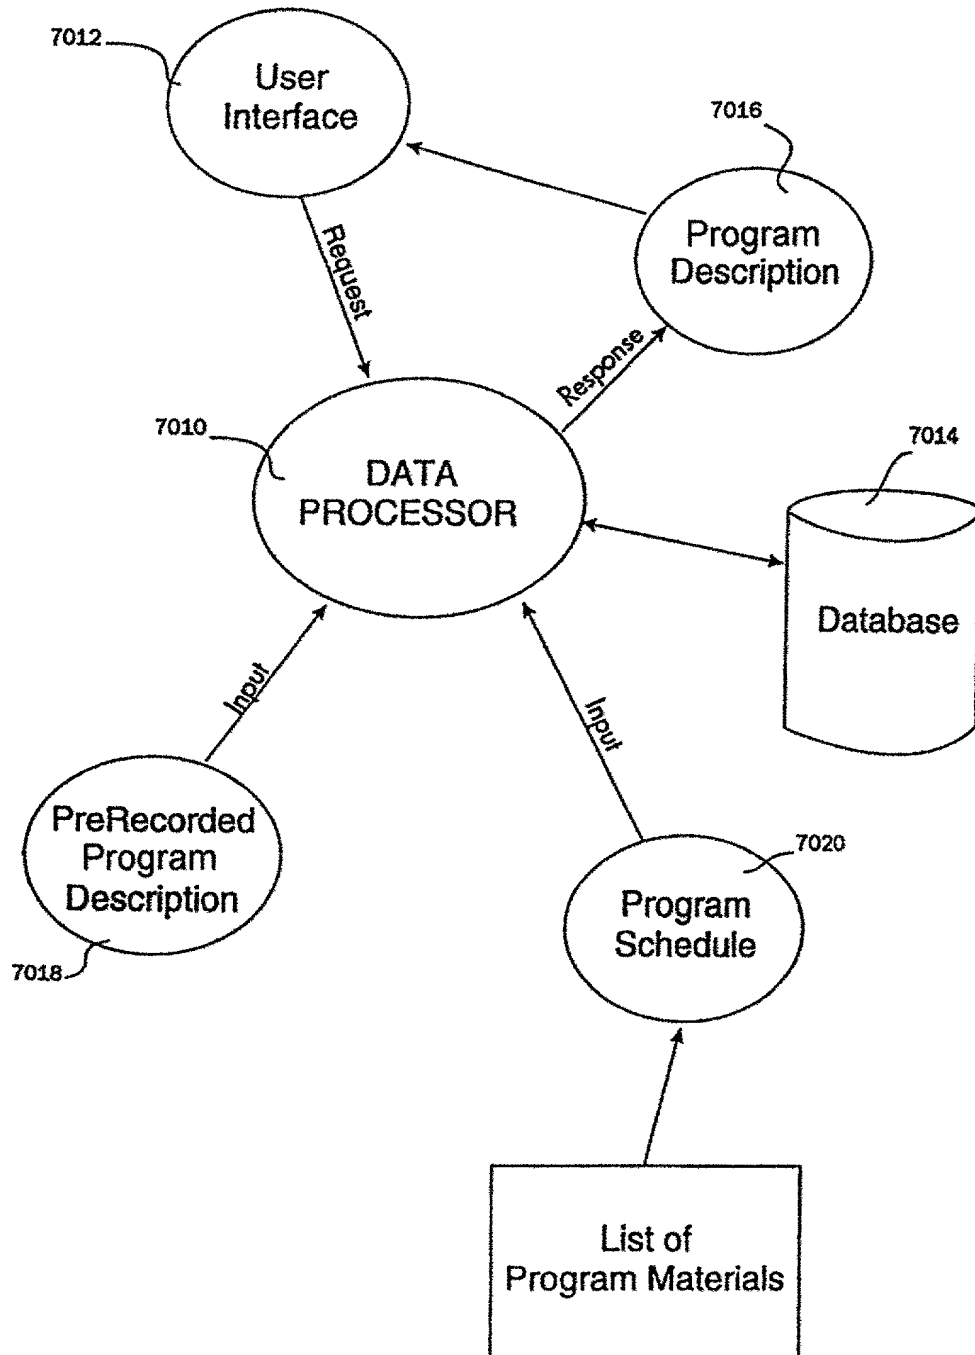 7012
User
Interface
7016
Program
Description
Request
Response
7010
DATA
PROCESSOR
7014
Database
Input
Input
PreRecorded
Program
Description
7018
7020
Program
Schedule
List of
Program Materials